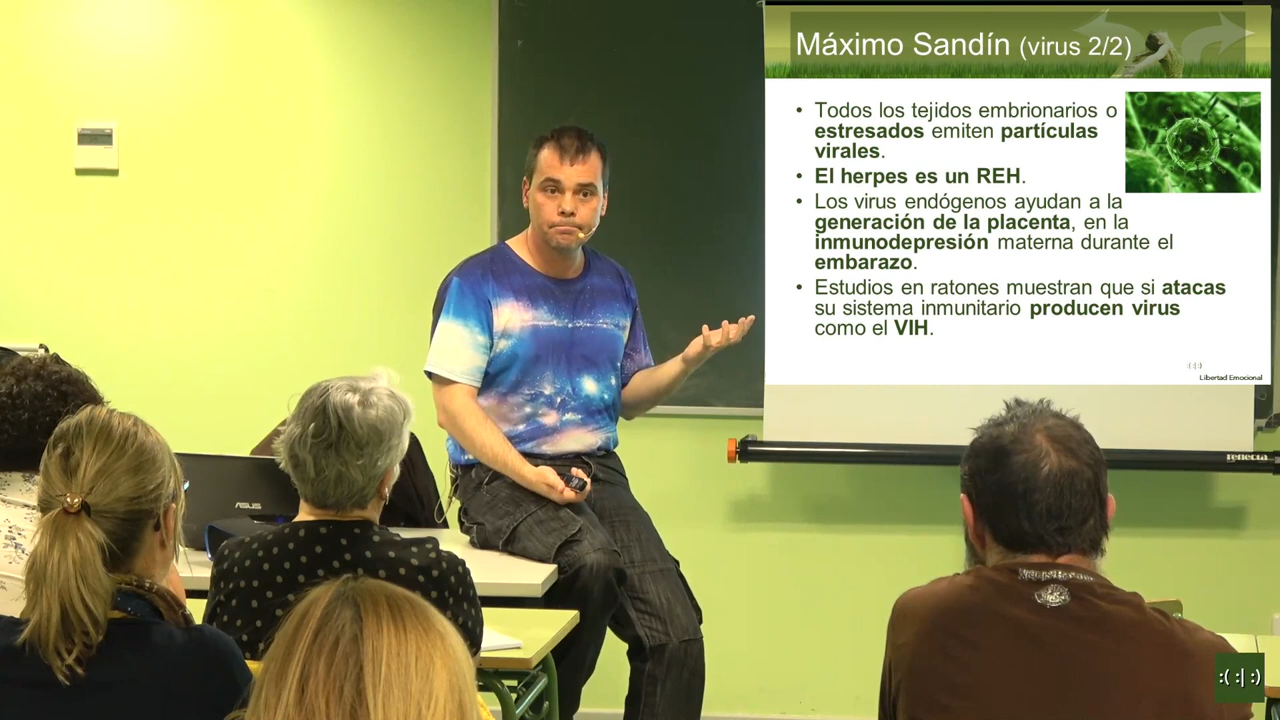 Máximo Sandín (virus 2/2)
• Todos los tejidos embrionarios o
estresados emiten partículas
virales.
• El herpes es un REH.
• Los virus endógenos ayudan a la
generación de la placenta, en la
inmunodepresión materna durante el
embarazo.
• Estudios en ratones muestran que si atacas
su sistema inmunitario producen virus
como el VIH.
:(:|:)
Libertad Emocional
ASUS
:( :| :)